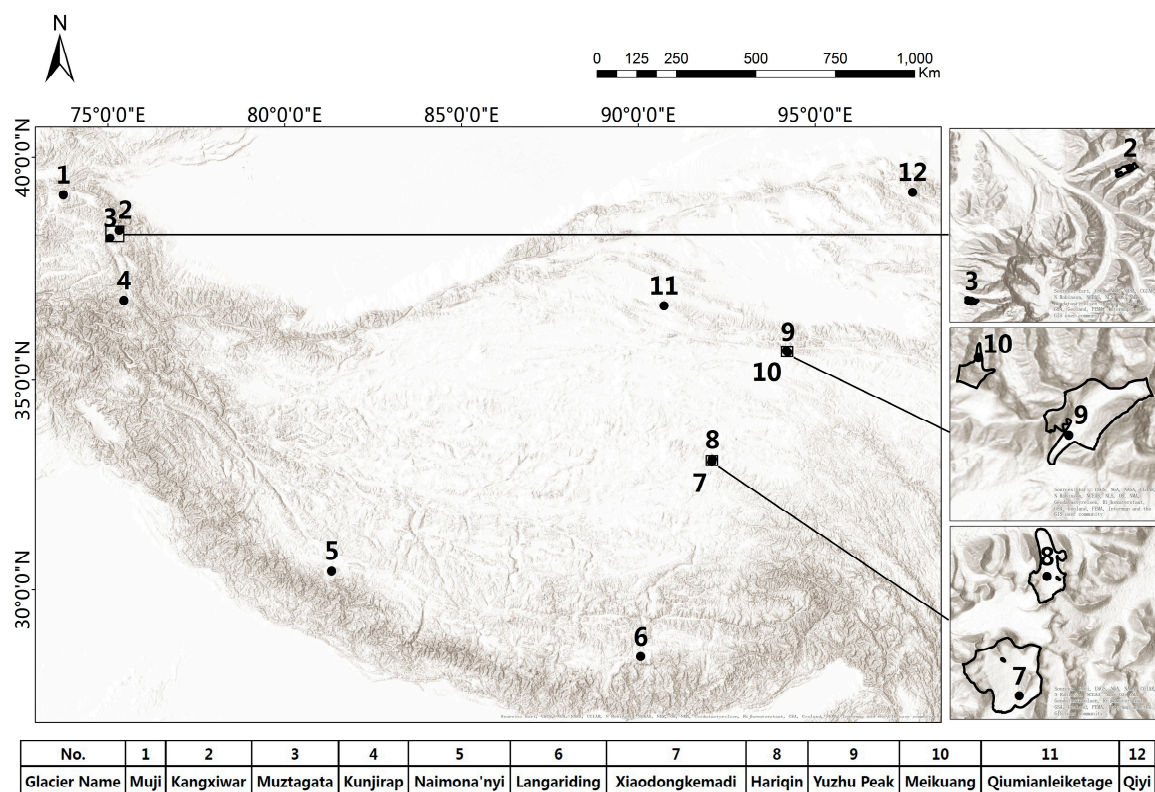 N
0 125 250 500 750 1,000
Km
75°0'0"E 80°0'0"E 85°0'0"E 90°0'0"E 95°0'0"E
40°0'0"N
35°0'0"N
30°0'0"N
1
2
3
4
5
6
7
8
9
10
11
12
2
3
10
9
8
7
No. 1 2 3 4 5 6 7 8 9 10 11 12
Glacier Name Muji Kangxiwar Muztagata Kunjirap Naimona'nyi Langariding Xiaodongkemadi Hariqin Yuzhu Peak Meikuang Qiumianleiketage Qiyi